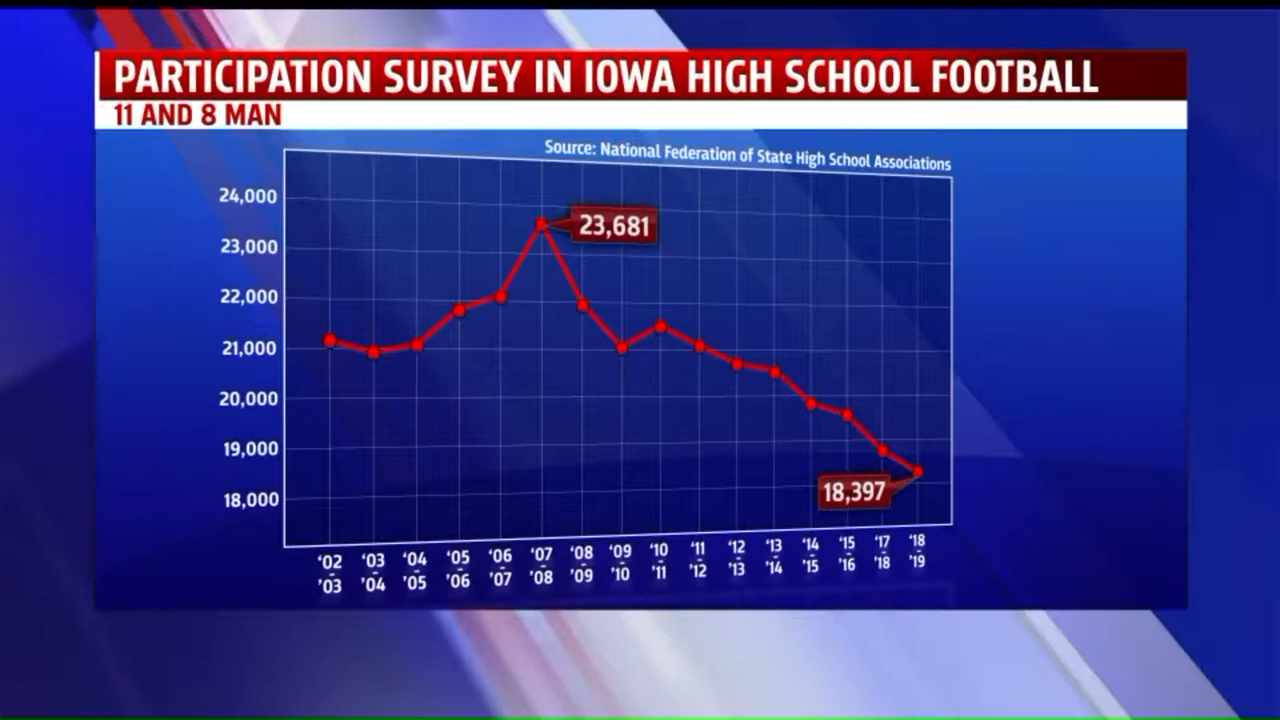 PARTICIPATION SURVEY IN IOWA HIGH SCHOOL FOOTBALL
11 AND 8 MAN
Source: National Federation of State High School Associations
24,000
23,681
23,000
22,000
21,000
20,000
19,000
18,397
18,000
'02 - '03
'03 - '04
'04 - '05
'05 - '06
'06 - '07
'07 - '08
'08 - '09
'09 - '10
'10 - '11
'11 - '12
'12 - '13
'13 - '14
'14 - '15
'15 - '16
'17 - '18
'18 - '19